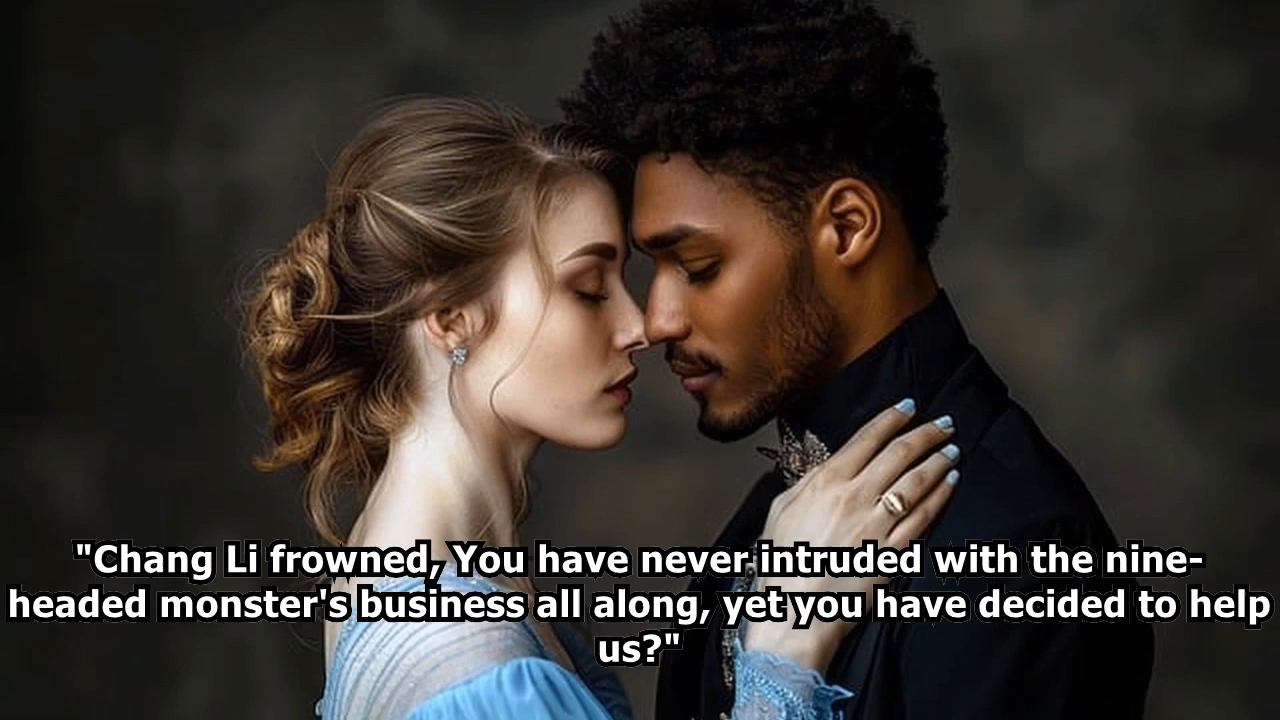 "Chang Li frowned, You have never intruded with the nine-
headed monster's business all along, yet you have decided to help
us?"